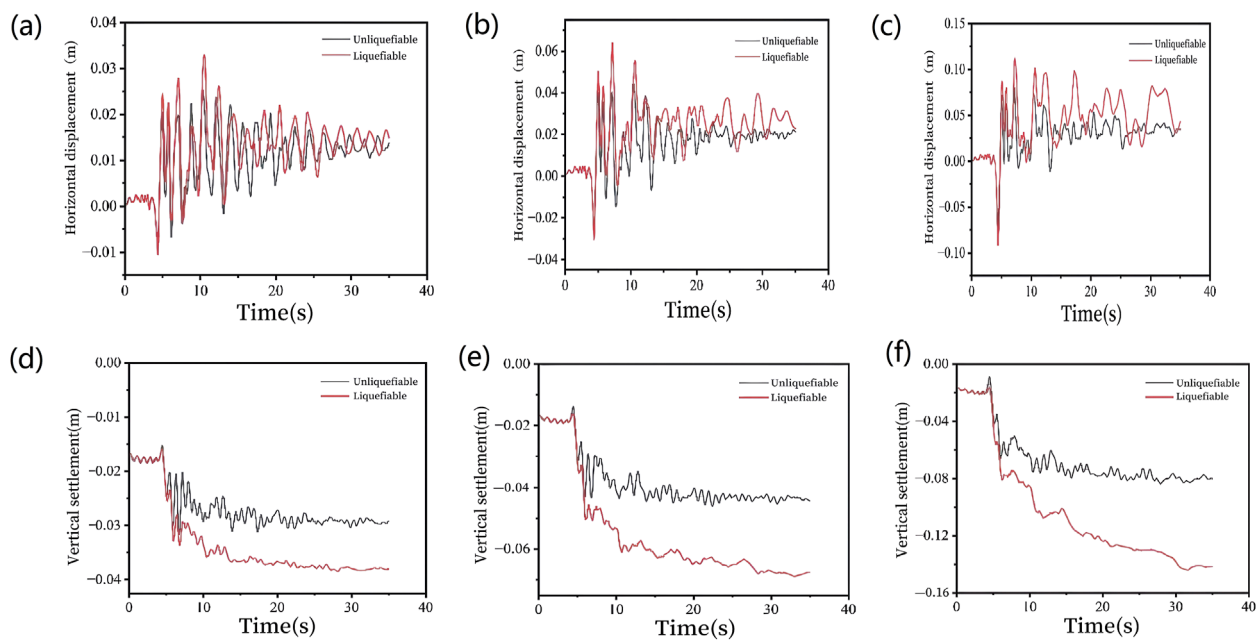 (a)
Horizontal displacement (m)
0.04
0.03
0.02
0.01
0.00
−0.01
Unliquefiable
Liquefiable
0 10 20 30 40
Time(s)
(b)
Horizontal displacement (m)
0.06
0.04
0.02
0.00
−0.02
−0.04
Unliquefiable
Liquefiable
0 10 20 30 40
Time(s)
(c)
Horizontal displacement (m)
0.15
0.10
0.05
0.00
−0.05
−0.10
Unliquefiable
Liquefiable
0 10 20 30 40
Time(s)
(d)
Vertical settlement(m)
0.00
−0.01
−0.02
−0.03
−0.04
Unliquefiable
Liquefiable
0 10 20 30 40
Time(s)
(e)
Vertical settlement(m)
0.00
−0.02
−0.04
−0.06
Unliquefiable
Liquefiable
0 10 20 30 40
Time(s)
(f)
Vertical settlement(m)
0.00
−0.04
−0.08
−0.12
−0.16
Unliquefiable
Liquefiable
0 10 20 30 40
Time(s)